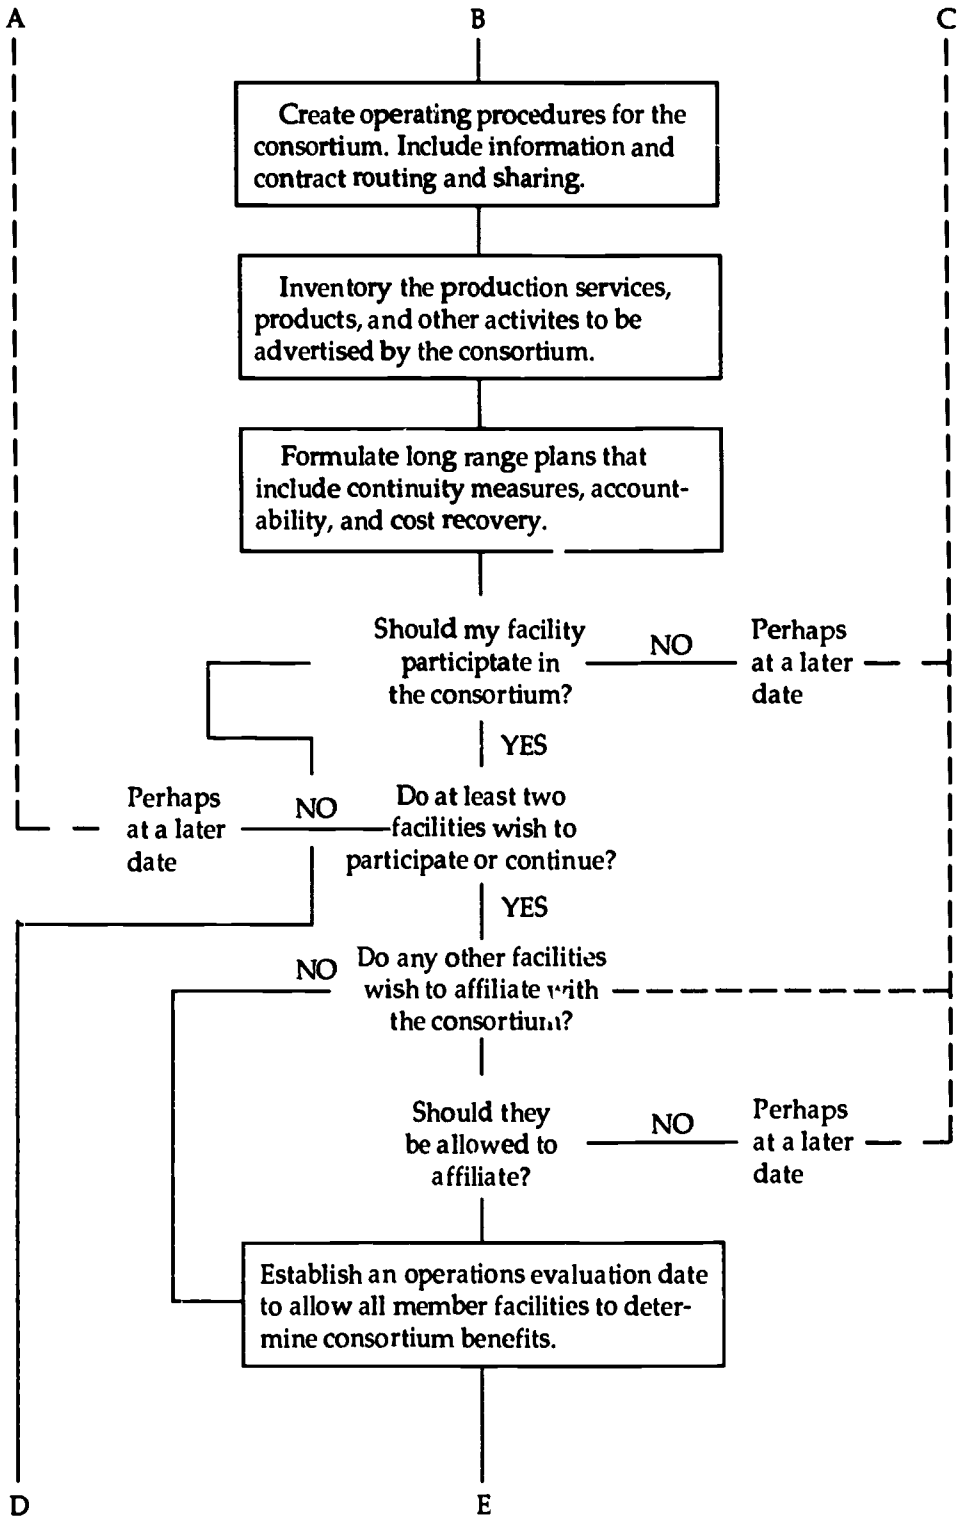 A
B
C
Create operating procedures for the
consortium. Include information and
contract routing and sharing.
Inventory the production services,
products, and other activites to be
advertised by the consortium.
Formulate long range plans that
include continuity measures, account-
ability, and cost recovery.
Should my facility
participtate in
the consortium?
NO
Perhaps
at a later
date
YES
Perhaps
at a later
date
NO
Do at least two
facilities wish to
participate or continue?
YES
NO
Do any other facilities
wish to affiliate with
the consortium?
Should they
be allowed to
affiliate?
NO
Perhaps
at a later
date
Establish an operations evaluation date
to allow all member facilities to deter-
mine consortium benefits.
D
E